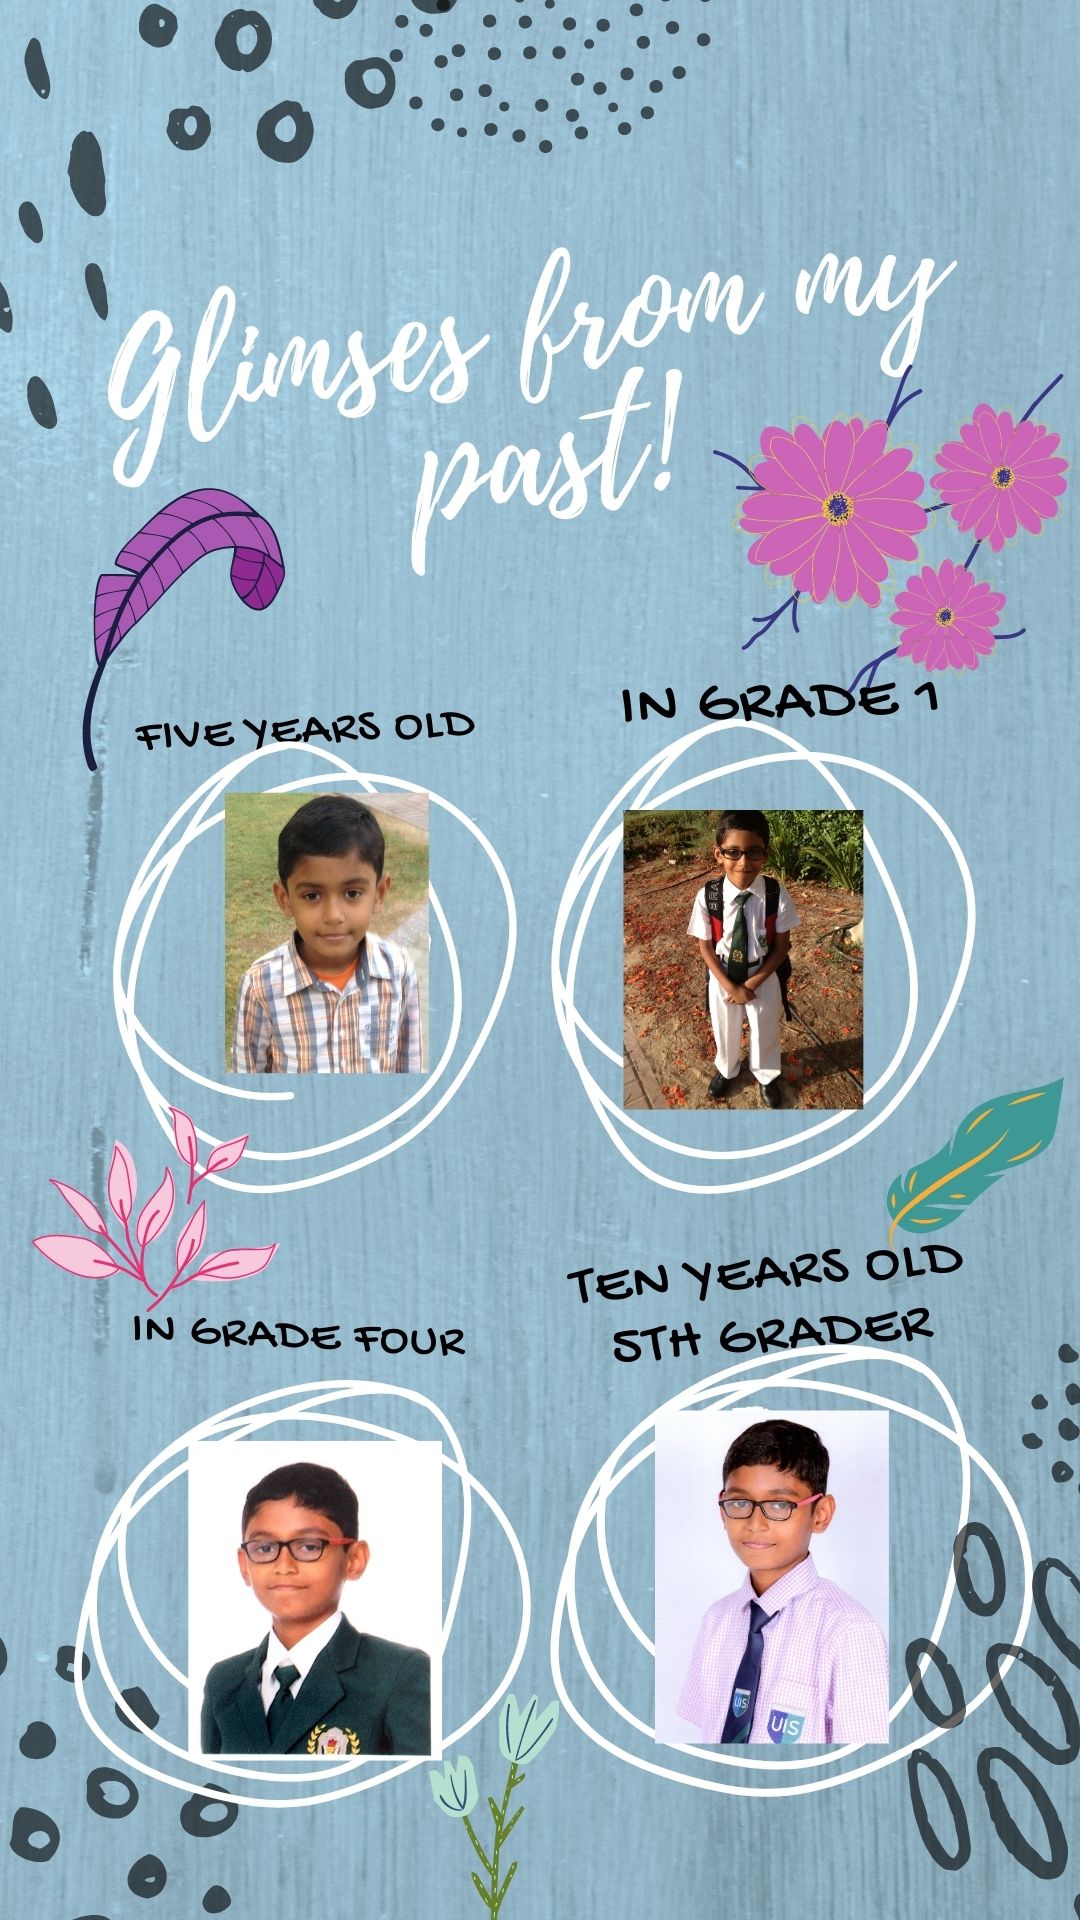 Glimses from my
past!
FIVE YEARS OLD
IN GRADE 1
IN GRADE FOUR
TEN YEARS OLD
5TH GRADER
UIS
UIS